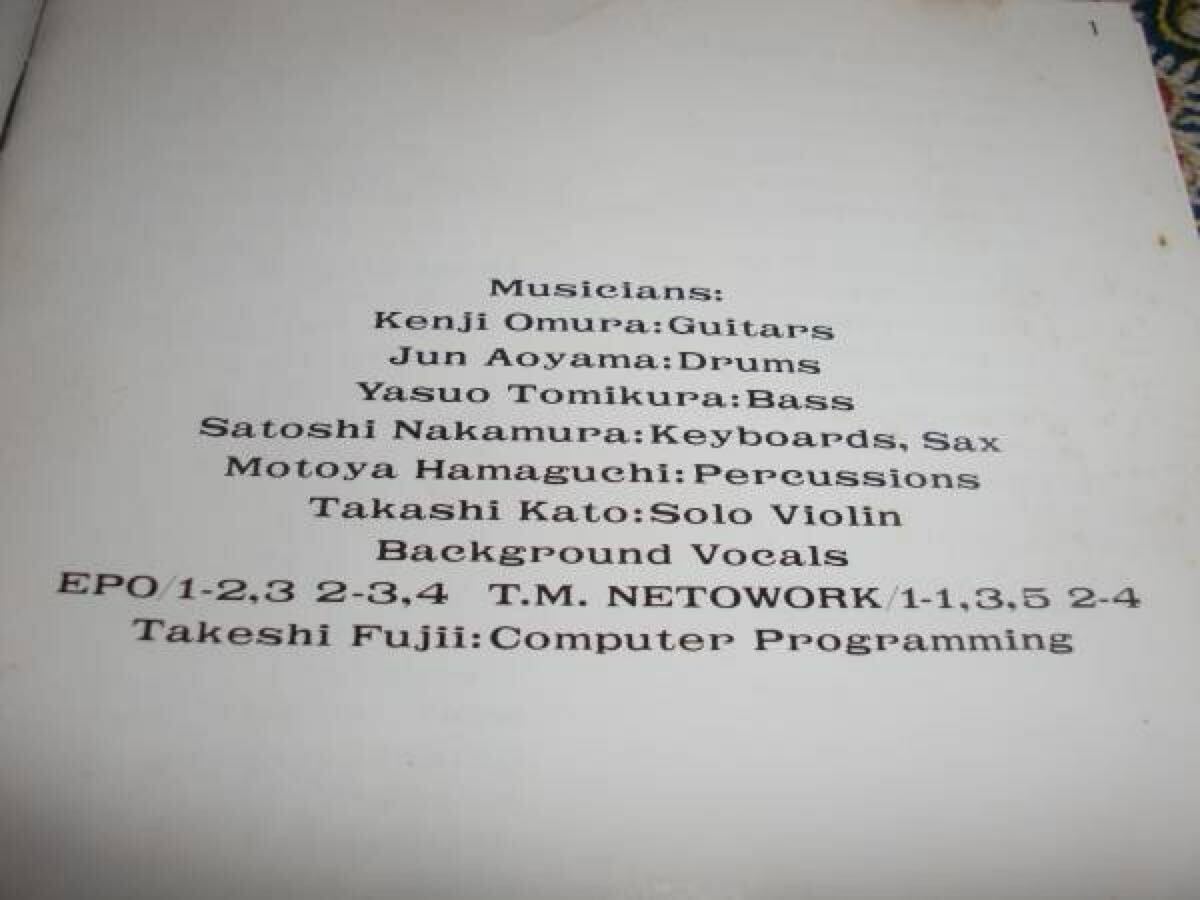 1
Musicians:
Kenji Omura:Guitars
Jun Aoyama:Drums
Yasuo Tomikura:Bass
Satoshi Nakamura:Keyboards, Sax
Motoya Hamaguchi:Percussions
Takashi Kato:Solo Violin
Background Vocals
EPO/1-2,3 2-3,4 T.M. NETOWORK/1-1,3,5 2-4
Takeshi Fujii:Computer Programming